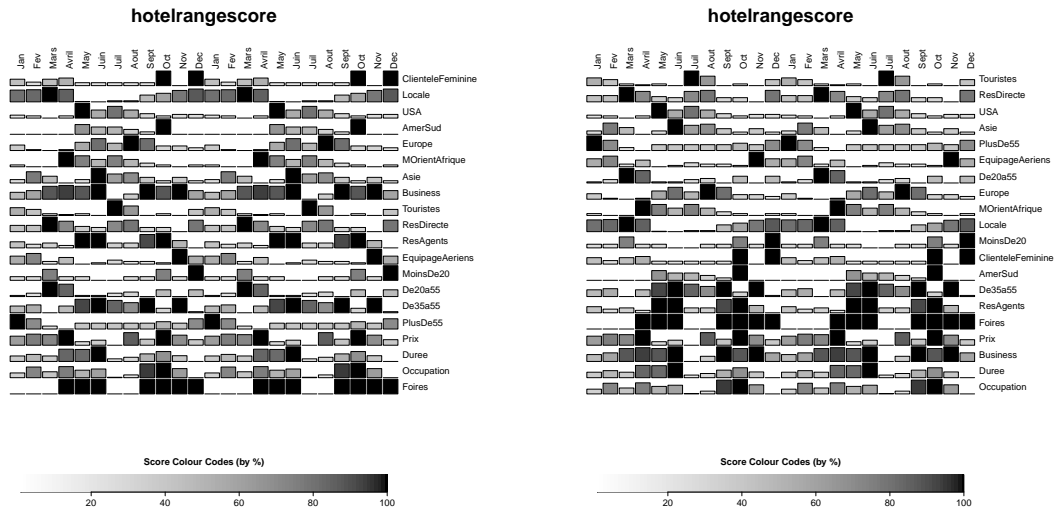 hotelrangescore
Jan Fev Mars Avril May Juin Juil Aout Sept Oct Nov Dec Jan Fev Mars Avril May Juin Juil Aout Sept Oct Nov Dec
ClienteleFeminine
Locale
USA
AmerSud
Europe
MOrientAfrique
Asie
Business
Touristes
ResDirecte
ResAgents
EquipageAeriens
MoinsDe20
De20a55
De35a55
PlusDe55
Prix
Duree
Occupation
Foires
Score Colour Codes (by %)
20 40 60 80 100
hotelrangescore
Jan Fev Mars Avril May Juin Juil Aout Sept Oct Nov Dec Jan Fev Mars Avril May Juin Juil Aout Sept Oct Nov Dec
Touristes
ResDirecte
USA
Asie
PlusDe55
EquipageAeriens
De20a55
Europe
MOrientAfrique
Locale
MoinsDe20
ClienteleFeminine
AmerSud
De35a55
ResAgents
Foires
Prix
Business
Duree
Occupation
Score Colour Codes (by %)
20 40 60 80 100